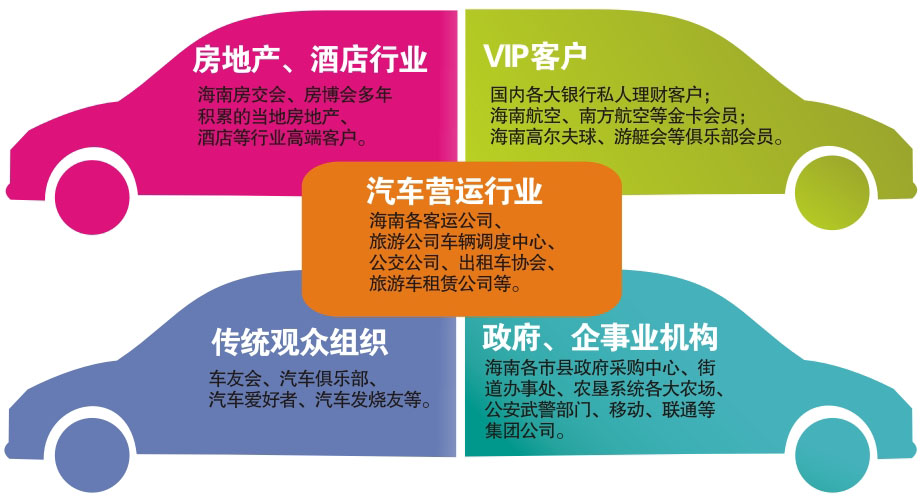 房地产、酒店行业
海南房交会、房博会多年
积累的当地房地产、
酒店等行业高端客户。
VIP客户
国内各大银行私人理财客户；
海南航空、南方航空等金卡会员；
海南高尔夫球、游艇会等俱乐部会员。
汽车营运行业
海南各客运公司、
旅游公司车辆调度中心、
公交公司、出租车协会、
旅游车租赁公司等。
传统观众组织
车友会、汽车俱乐部、
汽车爱好者、汽车发烧友等。
政府、企事业机构
海南各市县政府采购中心、街
道办事处、农垦系统各大农场、
公安武警部门、移动、联通等
集团公司。